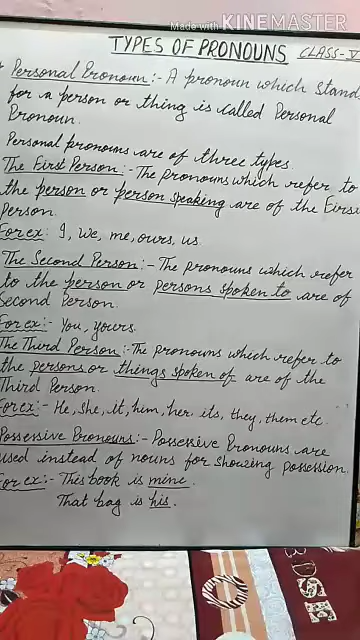 Made with KINEMASTER
TYPES OF PRONOUNS CLASS-V
Personal Pronoun:- A pronoun which stand
for a person or thing is called Personal
Pronoun.
Personal pronouns are of three types.
The First Person:- The pronouns which refer to
the person or person speaking are of the First
Person.
For ex: I, We, me, ours, us.
The Second Person:- The pronouns which refer
to the person or persons spoken to are of
Second Person.
For ex:- You, yours.
The Third Person:- The pronouns which refer to
the persons or things spoken of are of the
Third Person.
For ex:- He, she, it, him, her, its, they, them etc.
Possessive Pronouns:- Possessive Pronouns are
used instead of nouns for showing possession.
For ex:- This book is mine.
That bag is his.
BDSK